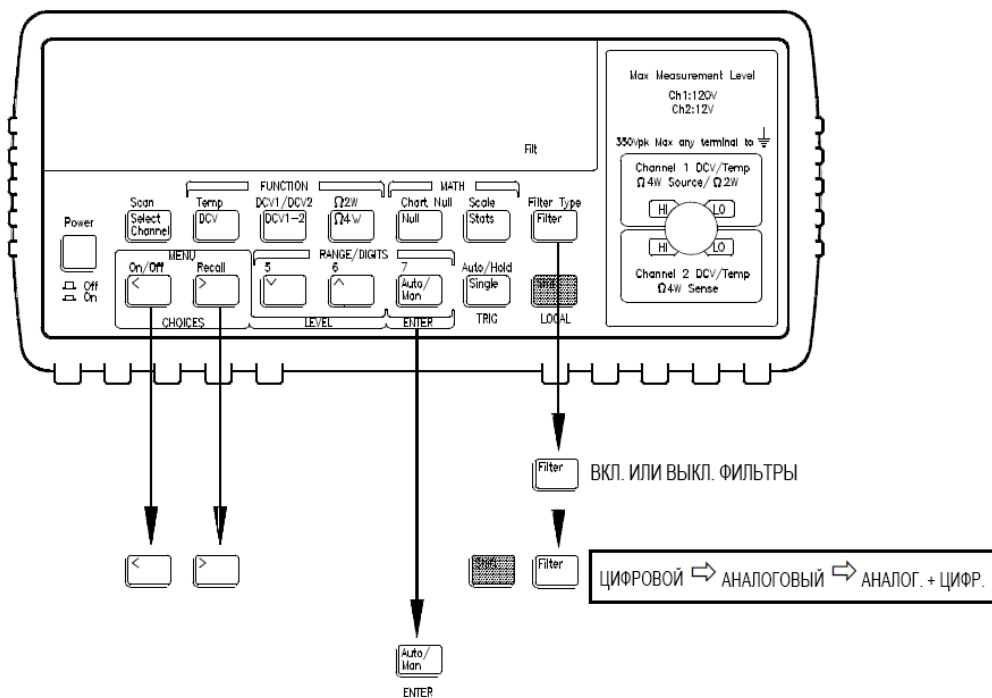 Max Measurement Level
Ch1:120V
Ch2:12V
350Vpk Max any terminal to
Filt
Channel 1 DCV/Temp
Ω4W Source/Ω2W
HI LO
HI LO
Channel 2 DCV/Temp
Ω4W Sense
FUNCTION
MATH
Power
Scan
Temp
DCV1/DCV2
Ω2W
Chart Null
Scale
Filter Type
Select Channel
DCV
DCV1-2
Ω4W
Null
Stats
Filter
Off
On
MENU
RANGE/DIGITS
On/Off
Recall
5
6
7
Auto/Hold
<
>
Auto/
Man
Single
Shift
CHOICES
LEVEL
ENTER
TRIG
LOCAL
Filter
ВКЛ. ИЛИ ВЫКЛ. ФИЛЬТРЫ
<
>
Shift
Filter
ЦИФРОВОЙ ⇨ АНАЛОГОВЫЙ ⇨ АНАЛОГ. + ЦИФР.
Auto/
Man
ENTER